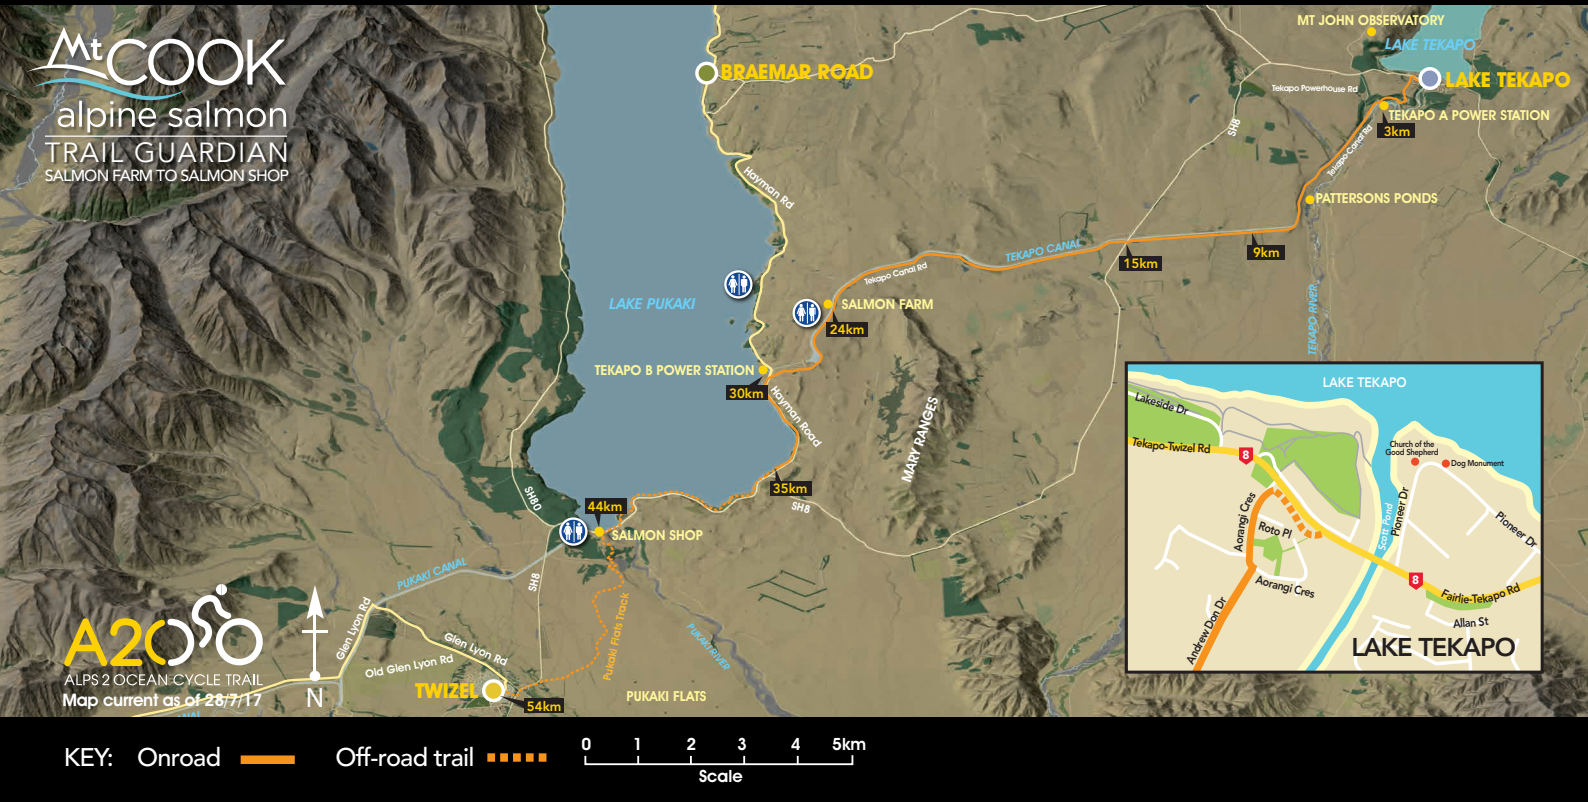 Mt COOK
alpine salmon
TRAIL GUARDIAN
SALMON FARM TO SALMON SHOP
BRAEMAR ROAD
MT JOHN OBSERVATORY
LAKE TEKAPO
LAKE TEKAPO
Tekapo Powerhouse Rd
TEKAPO A POWER STATION
3km
SH8
Tekapo Canal Rd
Hayman Rd
PATTERSONS PONDS
9km
TEKAPO CANAL
15km
Tekapo Canal Rd
LAKE PUKAKI
SALMON FARM
24km
TEKAPO RIVER
TEKAPO B POWER STATION
30km
Hayman Road
MARY RANGES
35km
SH8
SH80
44km
SALMON SHOP
PUKAKI CANAL
SH8
Glen Lyon Rd
Glen Lyon Rd
Old Glen Lyon Rd
Pukaki Flats Track
PUKAKI RIVER
TWIZEL
54km
PUKAKI FLATS
A2O
ALPS 2 OCEAN CYCLE TRAIL
Map current as of 28/7/17
N
LAKE TEKAPO
Lakeside Dr
Tekapo-Twizel Rd
8
Church of the
Good Shepherd
Dog Monument
Pioneer Dr
Pioneer Dr
Scott Pond
Aorangi Cres
Roto Pl
Aorangi Cres
Andrew Don Dr
8
Fairlie-Tekapo Rd
Allan St
LAKE TEKAPO
KEY: Onroad Off-road trail
0 1 2 3 4 5km
Scale